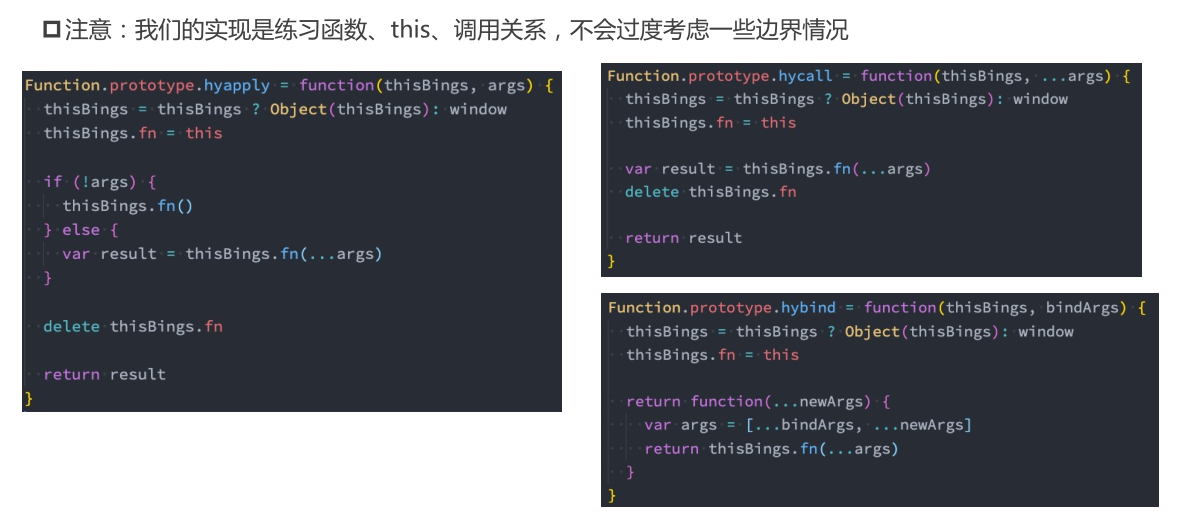 注意：我们的实现是练习函数、this、调用关系，不会过度考虑一些边界情况
Function.prototype.hyapply = function(thisBings, args) {
  thisBings = thisBings ? Object(thisBings): window
  thisBings.fn = this

  if (!args) {
    thisBings.fn()
  } else {
    var result = thisBings.fn(...args)
  }

  delete thisBings.fn

  return result
}
Function.prototype.hycall = function(thisBings, ...args) {
  thisBings = thisBings ? Object(thisBings): window
  thisBings.fn = this

  var result = thisBings.fn(...args)
  delete thisBings.fn

  return result
}
Function.prototype.hybind = function(thisBings, bindArgs) {
  thisBings = thisBings ? Object(thisBings): window
  thisBings.fn = this

  return function(...newArgs) {
    var args = [...bindArgs, ...newArgs]
    return thisBings.fn(...args)
  }
}